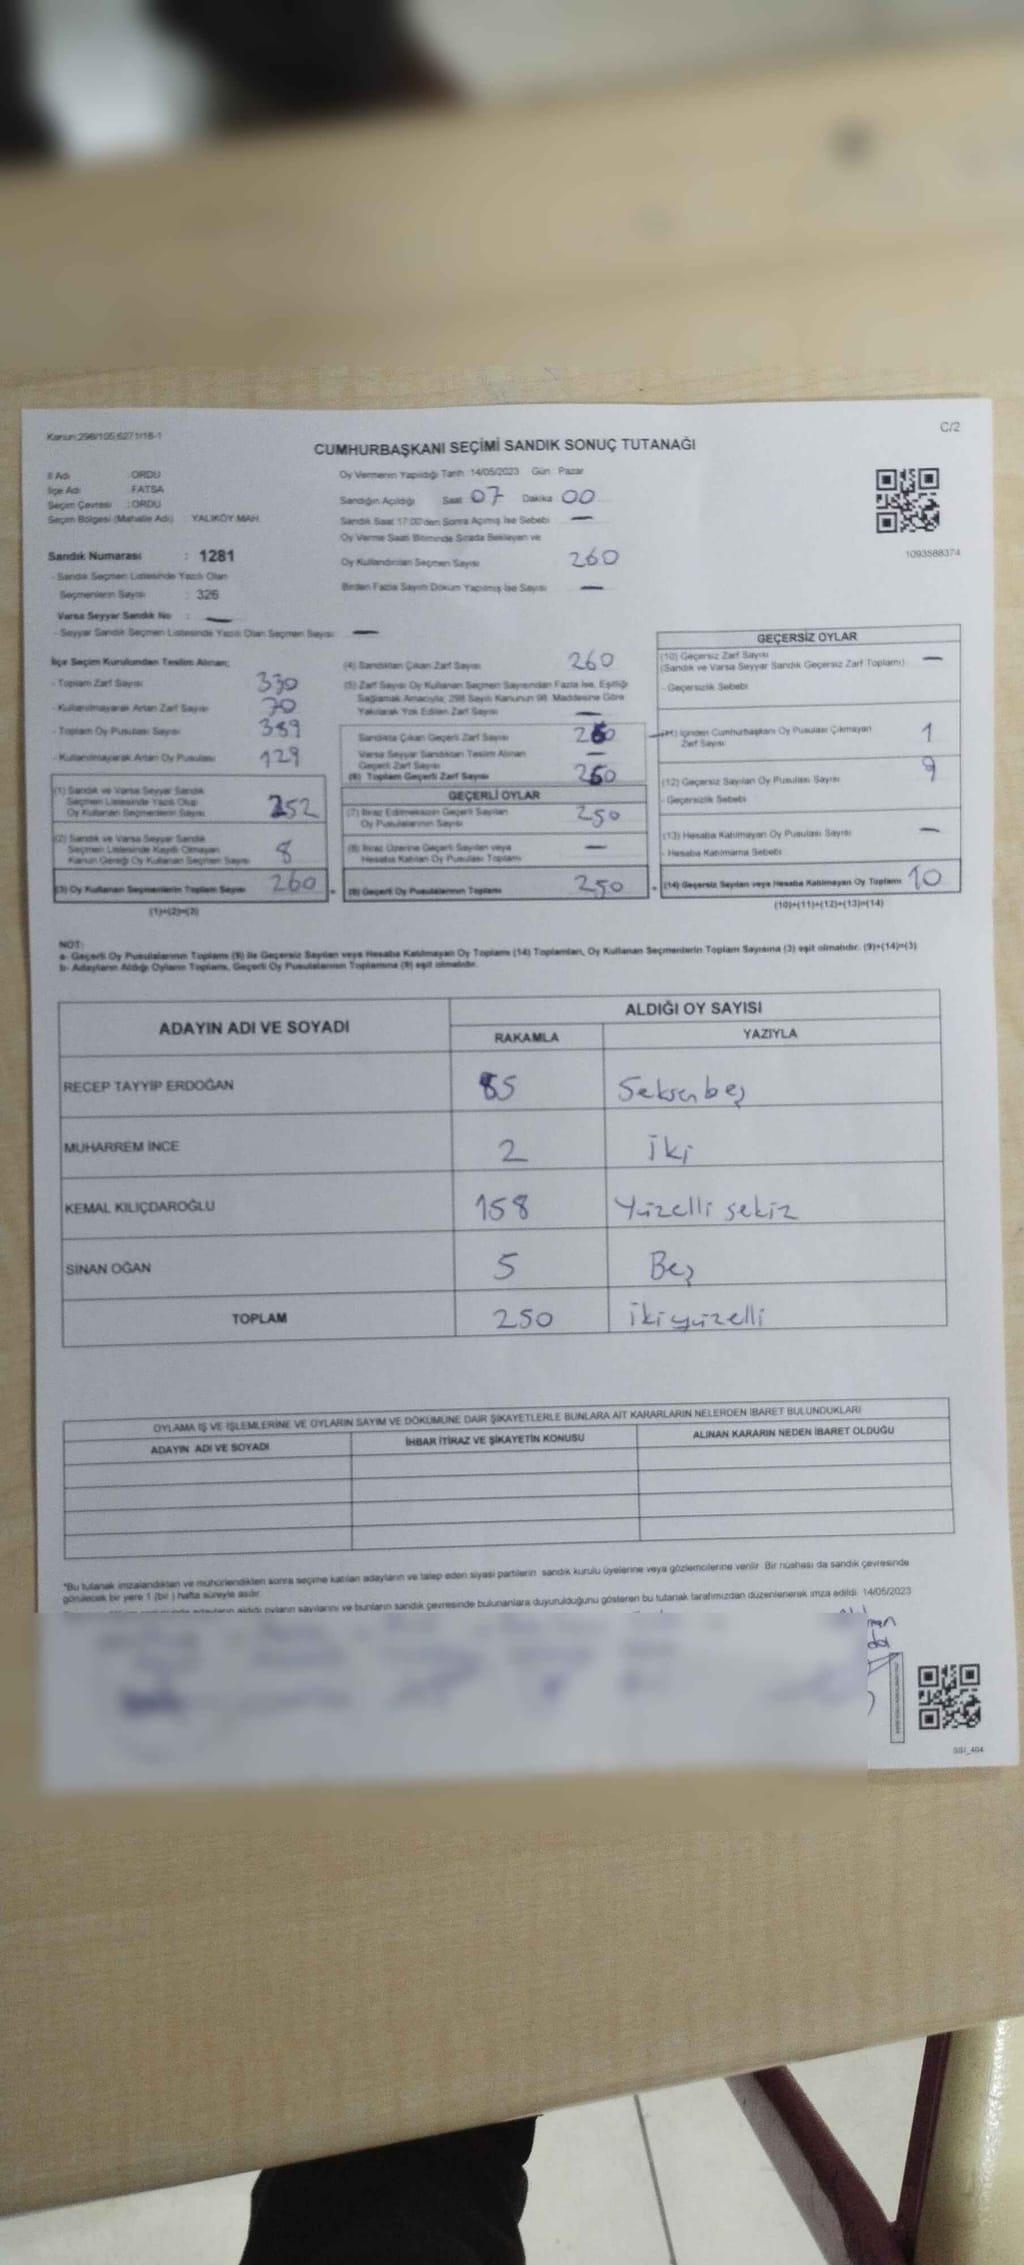 Kanun:298/105;6271/18-1
C/2
CUMHURBAŞKANI SEÇİMİ SANDIK SONUÇ TUTANAĞI
İl Adı : ORDU
İlçe Adı : FATSA
Seçim Çevresi : ORDU
Seçim Bölgesi (Mahalle Adı) YALIKÖY MAH.
Sandık Numarası : 1281
- Sandık Seçmen Listesinde Yazılı Olan
Seçmenlerin Sayısı : 326
Varsa Seyyar Sandık No : —
- Seyyar Sandık Seçmen Listesinde Yazılı Olan Seçmen Sayısı —
Oy Vermenin Yapıldığı Tarih 14/05/2023 Gün Pazar
Sandığın Açıldığı Saat 07 Dakika 00
Sandık Saat 17:00'den Sonra Açılmış İse Sebebi —
Oy Verme Saati Bitiminde Sırada Bekleyen ve
Oy Kullandırılan Seçmen Sayısı 260
Birden Fazla Sayım Döküm Yapılmış İse Sayısı —
1093588374
İlçe Seçim Kurulundan Teslim Alınan;
- Toplam Zarf Sayısı 330
- Kullanılmayarak Artan Zarf Sayısı 70
- Toplam Oy Pusulası Sayısı 389
- Kullanılmayarak Artan Oy Pusulası 129
(1) Sandık ve Varsa Seyyar Sandık
Seçmen Listesinde Yazılı Olup
Oy Kullanan Seçmenlerin Sayısı 252
(2) Sandık ve Varsa Seyyar Sandık
Seçmen Listesinde Kaydı Olmayan
Kanun Gereği Oy Kullanan Seçmen Sayısı 8
(3) Oy Kullanan Seçmenlerin Toplam Sayısı 260
(1)+(2)=(3)
(4) Sandıktan Çıkan Zarf Sayısı 260
(5) Zarf Sayısı Oy Kullanan Seçmen Sayısından Fazla İse, Eşitliği
Sağlamak Amacıyla; 298 Sayılı Kanunun 98. Maddesine Göre
Yakılarak Yok Edilen Zarf Sayısı —
Sandıkta Çıkan Geçerli Zarf Sayısı 260
Varsa Seyyar Sandıktan Teslim Alınan
Geçerli Zarf Sayısı —
(6) Toplam Geçerli Zarf Sayısı 260
GEÇERLİ OYLAR
(7) İtiraz Edilmeksizin Geçerli Sayılan
Oy Pusulalarının Sayısı 250
(8) İtiraz Üzerine Geçerli Sayılan veya
Hesaba Katılan Oy Pusulası Toplamı —
(9) Geçerli Oy Pusulalarının Toplamı 250
GEÇERSİZ OYLAR
(10) Geçersiz Zarf Sayısı
(Sandık ve Varsa Seyyar Sandık Geçersiz Zarf Toplamı) —
- Geçersizlik Sebebi
(11) İçinden Cumhurbaşkanı Oy Pusulası Çıkmayan
Zarf Sayısı 1
(12) Geçersiz Sayılan Oy Pusulası Sayısı 9
- Geçersizlik Sebebi
(13) Hesaba Katılmayan Oy Pusulası Sayısı —
- Hesaba Katılmama Sebebi
(14) Geçersiz Sayılan veya Hesaba Katılmayan Oy Toplamı 10
(10)+(11)+(12)+(13)=(14)
NOT:
a- Geçerli Oy Pusulalarının Toplamı (9) ile Geçersiz Sayılan veya Hesaba Katılmayan Oy Toplamı (14) Toplamları, Oy Kullanan Seçmenlerin Toplam Sayısına (3) eşit olmalıdır. (9)+(14)=(3)
b- Adayların Aldığı Oyların Toplamı, Geçerli Oy Pusulalarının Toplamına (9) eşit olmalıdır.
ADAYIN ADI VE SOYADI
ALDIĞI OY SAYISI
RAKAMLA YAZIYLA
RECEP TAYYİP ERDOĞAN 85 Seksenbeş
MUHARREM İNCE 2 İki
KEMAL KILIÇDAROĞLU 158 Yüzelli sekiz
SİNAN OĞAN 5 Beş
TOPLAM 250 ikiyüzelli
OYLAMA İŞ VE İŞLEMLERİNE VE OYLARIN SAYIM VE DÖKÜMÜNE DAİR ŞİKAYETLERLE BUNLARA AİT KARARLARIN NELERDEN İBARET BULUNDUKLARI
ADAYIN ADI VE SOYADI
İHBAR İTİRAZ VE ŞİKAYETİN KONUSU
ALINAN KARARIN NEDEN İBARET OLDUĞU
*Bu tutanak imzalandıktan ve mühürlendikten sonra seçime katılan adayların ve talep eden siyasi partilerin sandık kurulu üyelerine veya gözlemcilerine verilir. Bir nüshası da sandık çevresinde
görülecek bir yere 1 (bir) hafta süreyle asılır.
adayların aldığı oyların sayılarını ve bunların sandık çevresinde bulunanlara duyurulduğunu gösteren bu tutanak tarafımızdan düzenlenerek imza edildi. 14/05/2023
SSI_404